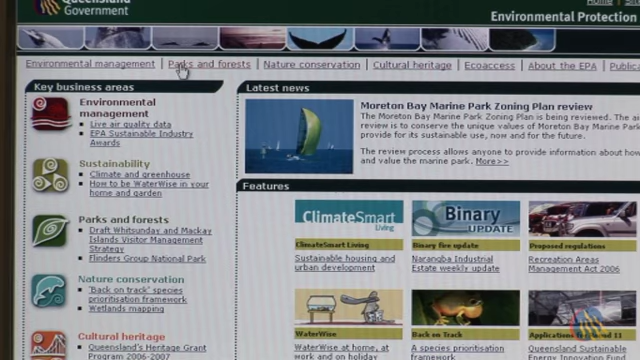 Queensland
Government
Home
Environmental Protection
Environmental management | Parks and forests | Nature conservation | Cultural heritage | Ecoaccess | About the EPA |
Key business areas
Environmental
management
Live air quality data
EPA Sustainable Industry
Awards
Sustainability
Climate and greenhouse
How to be WaterWise in your
home and garden
Parks and forests
Draft Whitsunday and Mackay
Islands Visitor Management
Strategy
Flinders Group National Park
Nature conservation
'Back on track' species
prioritisation framework
Wetlands mapping
Cultural heritage
Queensland's Heritage Grant
Program 2006-2007
Latest news
Moreton Bay Marine Park Zoning Plan review
The Moreton Bay Marine Park Zoning Plan is being reviewed. The ai
review is to conserve the unique values of Moreton Bay Marine Park
provide for its sustainable use, now and for the future.
The review process allows anyone to provide information about how
and value the marine park. More>>
Features
ClimateSmart
Living
ClimateSmart Living
Sustainable housing and
urban development
Binary
UPDATE
Binary fire update
Narangba Industrial
Estate weekly update
Proposed regulations
Recreation Areas
Management Act 2006
WaterWise
WaterWise at home, at
work and on holiday
Back on Track
A species prioritisation
framework
Queensland Sustainable
Energy Innovation Fund